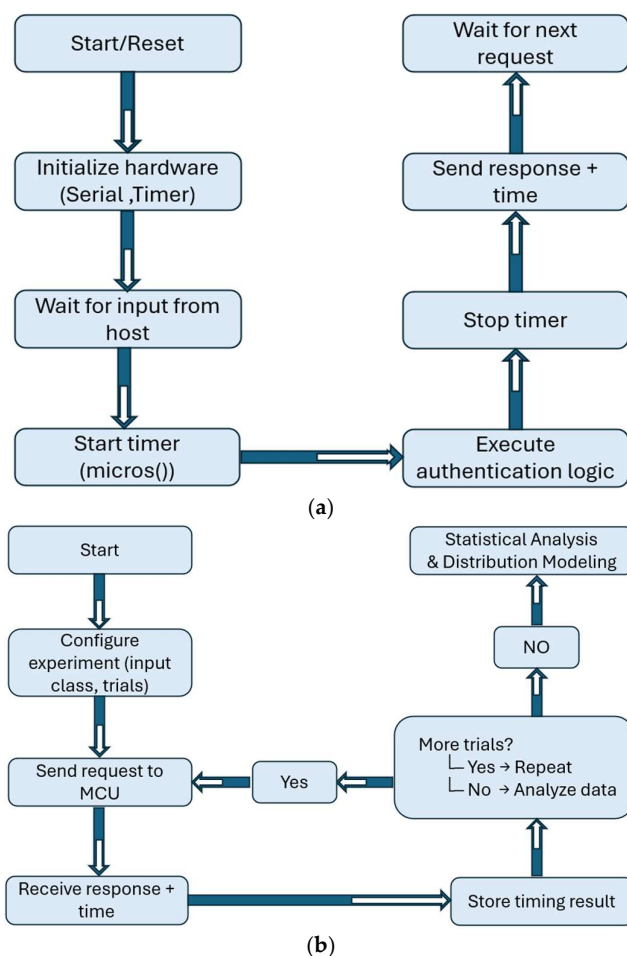 Start/Reset
Initialize hardware
(Serial ,Timer)
Wait for input from
host
Start timer
(micros())
Execute
authentication logic
Stop timer
Send response +
time
Wait for next
request
(a)
Start
Configure
experiment (input
class, trials)
Send request to
MCU
Receive response +
time
Store timing result
More trials?
Yes → Repeat
No → Analyze data
Yes
NO
Statistical Analysis
& Distribution Modeling
(b)